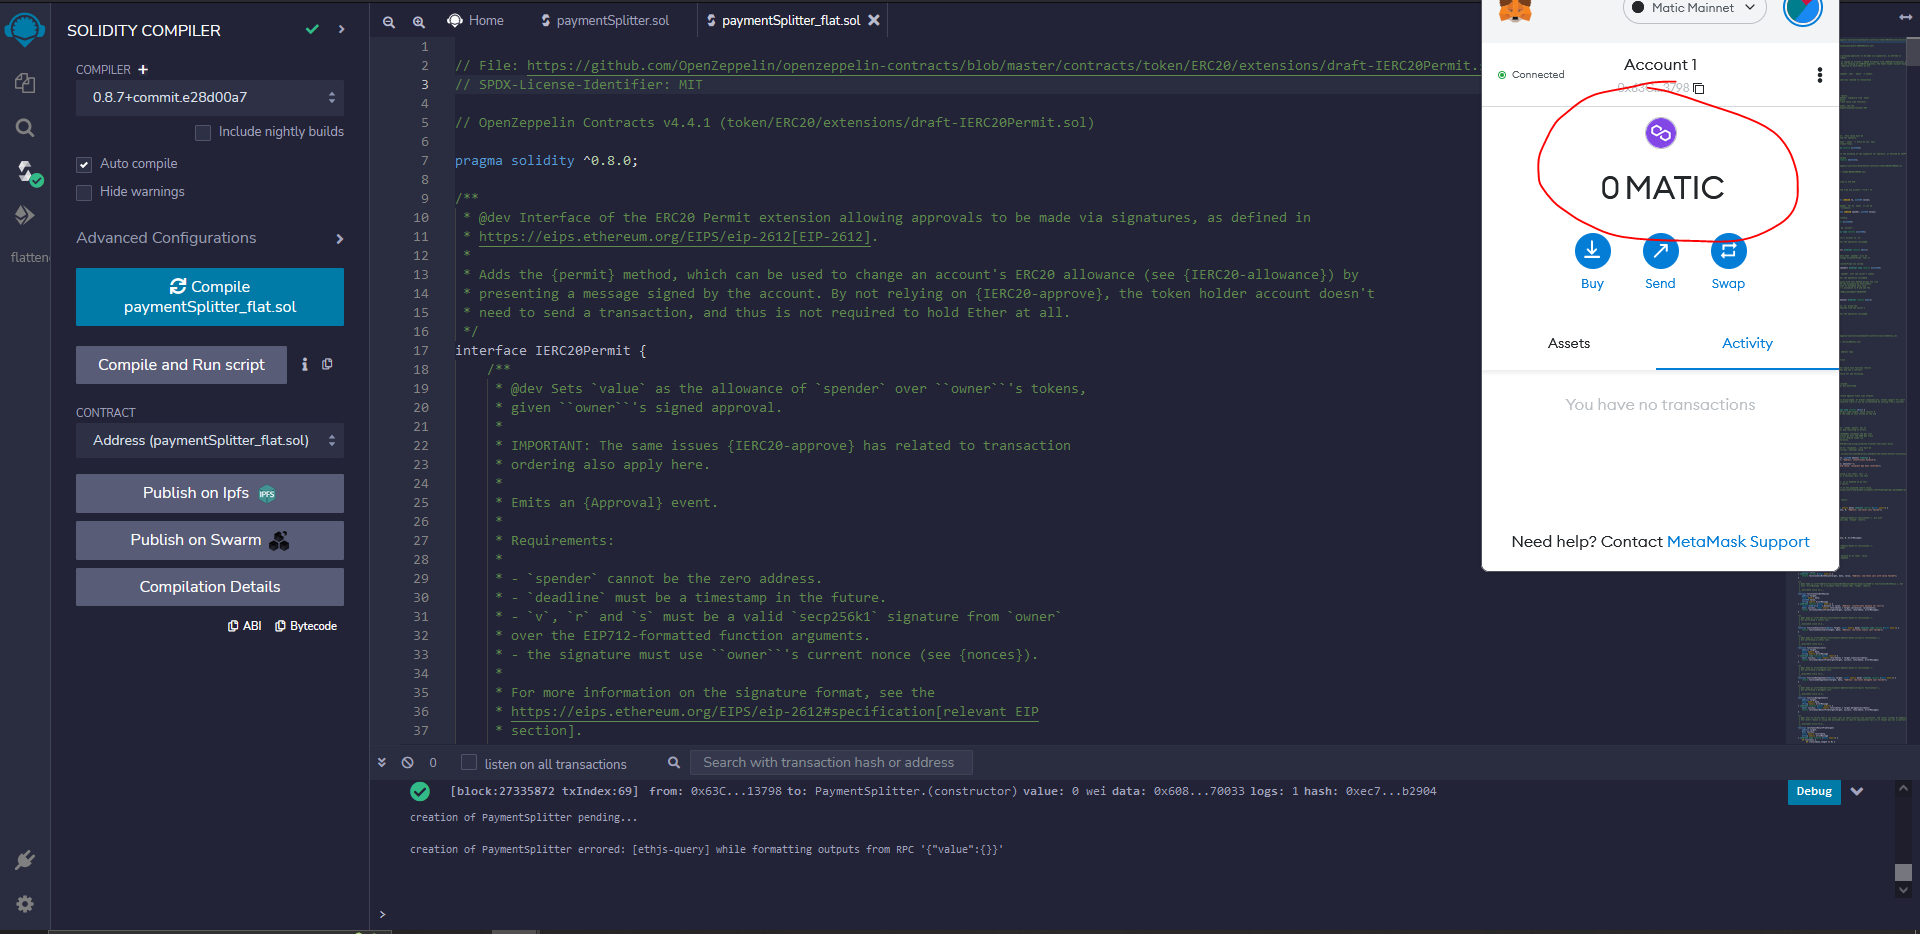 SOLIDITY COMPILER
COMPILER
0.8.7+commit.e28d00a7
Include nightly builds
Auto compile
Hide warnings
Advanced Configurations
flatten
Compile
paymentSplitter_flat.sol
Compile and Run script
CONTRACT
Address (paymentSplitter_flat.sol)
Publish on Ipfs IPFS
Publish on Swarm
Compilation Details
ABI Bytecode
Home paymentSplitter.sol paymentSplitter_flat.sol
1
2 // File: https://github.com/OpenZeppelin/openzeppelin-contracts/blob/master/contracts/token/ERC20/extensions/draft-IERC20Permit.s
3 // SPDX-License-Identifier: MIT
4
5 // OpenZeppelin Contracts v4.4.1 (token/ERC20/extensions/draft-IERC20Permit.sol)
6
7 pragma solidity ^0.8.0;
8
9 /**
10 * @dev Interface of the ERC20 Permit extension allowing approvals to be made via signatures, as defined in
11 * https://eips.ethereum.org/EIPS/eip-2612[EIP-2612].
12 *
13 * Adds the {permit} method, which can be used to change an account's ERC20 allowance (see {IERC20-allowance}) by
14 * presenting a message signed by the account. By not relying on {IERC20-approve}, the token holder account doesn't
15 * need to send a transaction, and thus is not required to hold Ether at all.
16 */
17 interface IERC20Permit {
18 /**
19 * @dev Sets `value` as the allowance of `spender` over ``owner``'s tokens,
20 * given ``owner``'s signed approval.
21 *
22 * IMPORTANT: The same issues {IERC20-approve} has related to transaction
23 * ordering also apply here.
24 *
25 * Emits an {Approval} event.
26 *
27 * Requirements:
28 *
29 * - `spender` cannot be the zero address.
30 * - `deadline` must be a timestamp in the future.
31 * - `v`, `r` and `s` must be a valid `secp256k1` signature from `owner`
32 * over the EIP712-formatted function arguments.
33 * - the signature must use ``owner``'s current nonce (see {nonces}).
34 *
35 * For more information on the signature format, see the
36 * https://eips.ethereum.org/EIPS/eip-2612#specification[relevant EIP
37 * section].
0 listen on all transactions Search with transaction hash or address
[block:27335872 txIndex:69] from: 0x63C...13798 to: PaymentSplitter.(constructor) value: 0 wei data: 0x608...70033 logs: 1 hash: 0xec7...b2904
Debug
creation of PaymentSplitter pending...
creation of PaymentSplitter errored: [ethjs-query] while formatting outputs from RPC '{"value":{}}'
>
Matic Mainnet
Connected
Account 1
0x63C...3798
0 MATIC
Buy Send Swap
Assets Activity
You have no transactions
Need help? Contact MetaMask Support